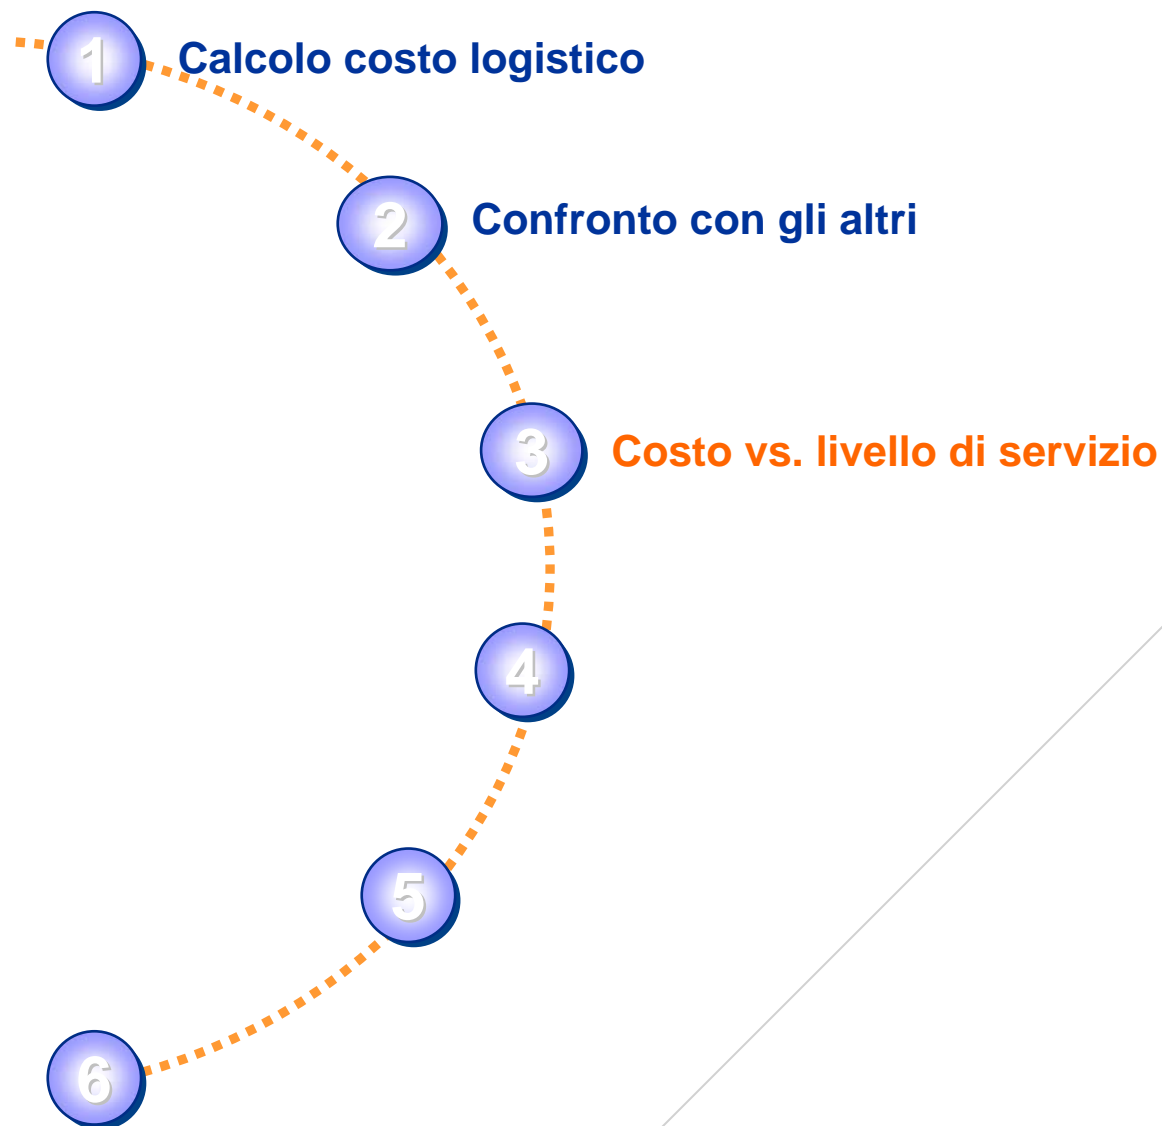 1 Calcolo costo logistico
2 Confronto con gli altri
3 Costo vs. livello di servizio
4
5
6